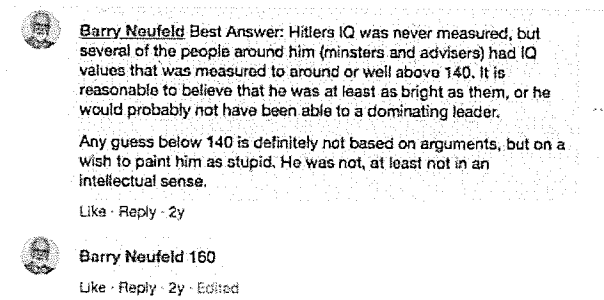 Barry Neufeld Best Answer: Hitlers IQ was never measured, but
several of the people around him (minsters and advisers) had IQ
values that was measured to around or well above 140. It is
reasonable to believe that he was at least as bright as them, or he
would probably not have been able to a dominating leader.
Any guess below 140 is definitely not based on arguments, but on a
wish to paint him as stupid. He was not, at least not in an
intellectual sense.
Like · Reply · 2y
Barry Neufeld 160
Like · Reply · 2y · Edited